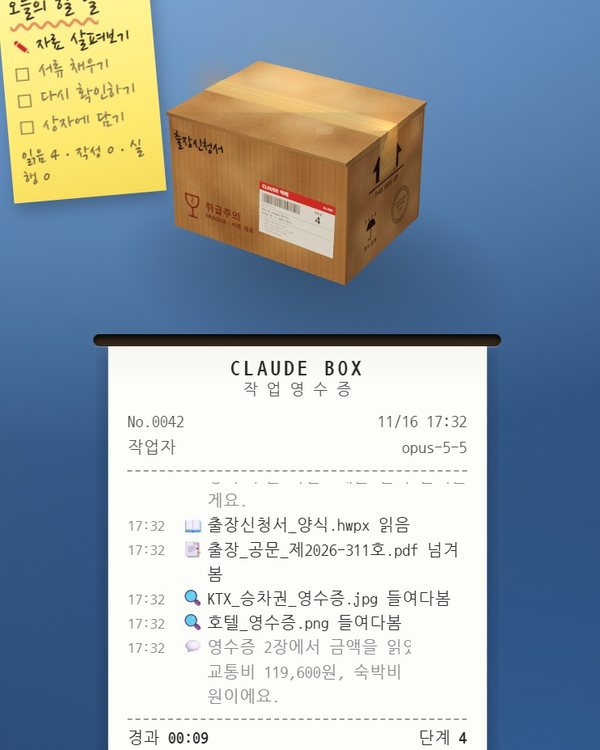 오늘의 할 일
자료 살펴보기
서류 채우기
다시 확인하기
상자에 담기
읽음 4 · 작성 0 · 실
행 0
출장신청서
취급주의
FRAGILE
CLAUDE 박스
4
THIS SIDE UP
CLAUDE BOX
작업영수증
No.0042 11/16 17:32
작업자 opus-5-5
게요.
17:32 출장신청서_양식.hwpx 읽음
17:32 출장_공문_제2026-311호.pdf 넘겨
봄
17:32 KTX_승차권_영수증.jpg 들여다봄
17:32 호텔_영수증.png 들여다봄
17:32 영수증 2장에서 금액을 읽었
교통비 119,600원, 숙박비
원이에요.
경과 00:09 단계 4